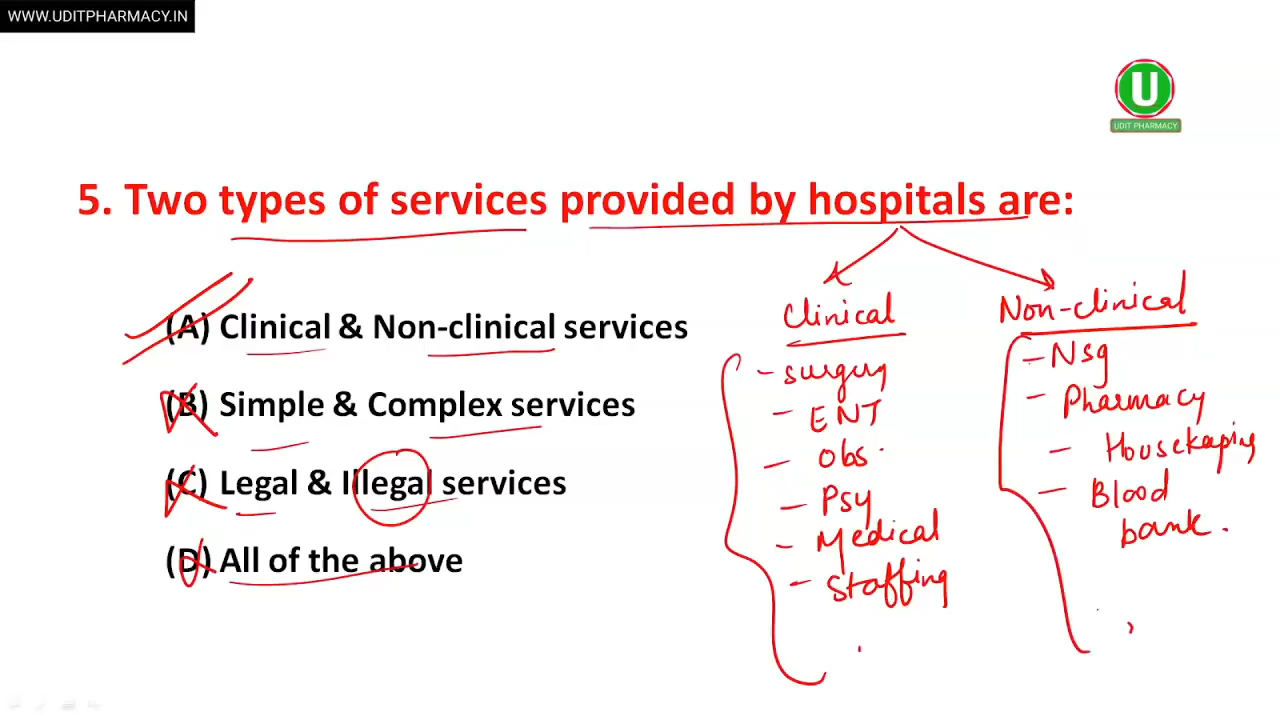 WWW.UDITPHARMACY.IN
U
UDIT PHARMACY
5. Two types of services provided by hospitals are:
(A) Clinical & Non-clinical services
(B) Simple & Complex services
(C) Legal & Illegal services
(D) All of the above
Clinical
- Surgery
- ENT
- Obs.
- Psy
- Medical
- Staffing
Non-clinical
- Nsg
- Pharmacy
- Housekeeping
- Blood
bank.